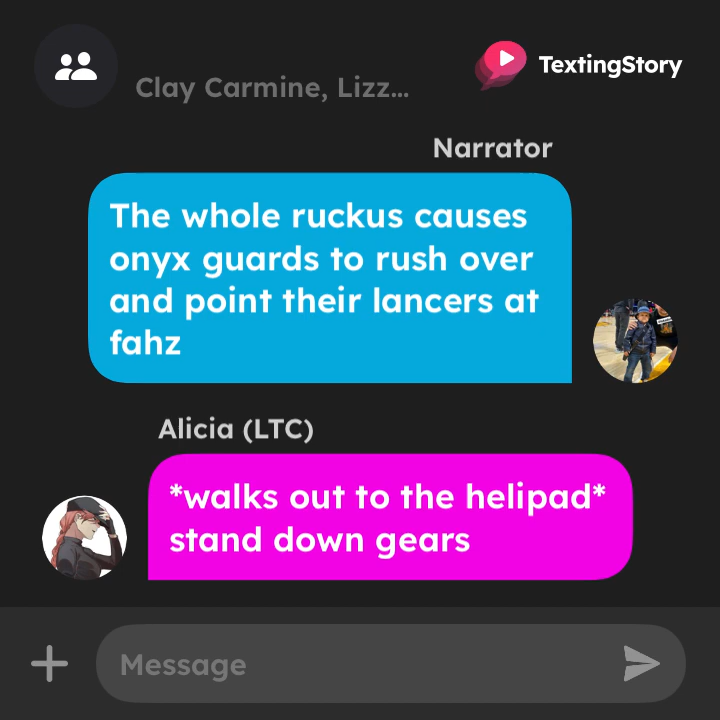 Clay Carmine, Lizz...
TextingStory
Narrator
The whole ruckus causes
onyx guards to rush over
and point their lancers at
fahz
Alicia (LTC)
*walks out to the helipad*
stand down gears
Message